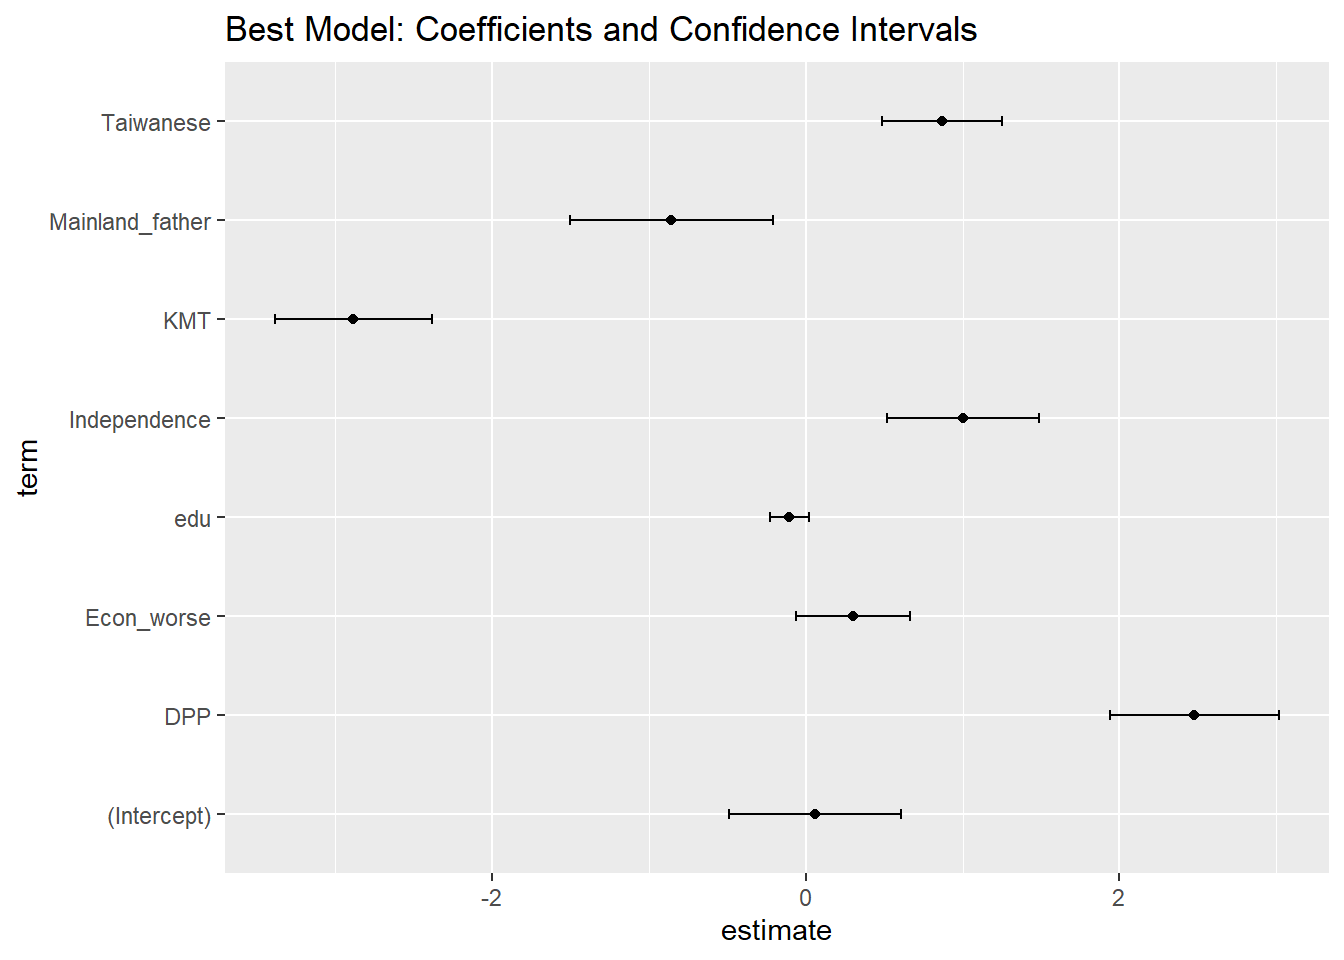 Best Model: Coefficients and Confidence Intervals
Taiwanese
Mainland_father
KMT
Independence
edu
Econ_worse
DPP
(Intercept)
term
-2
0
2
estimate